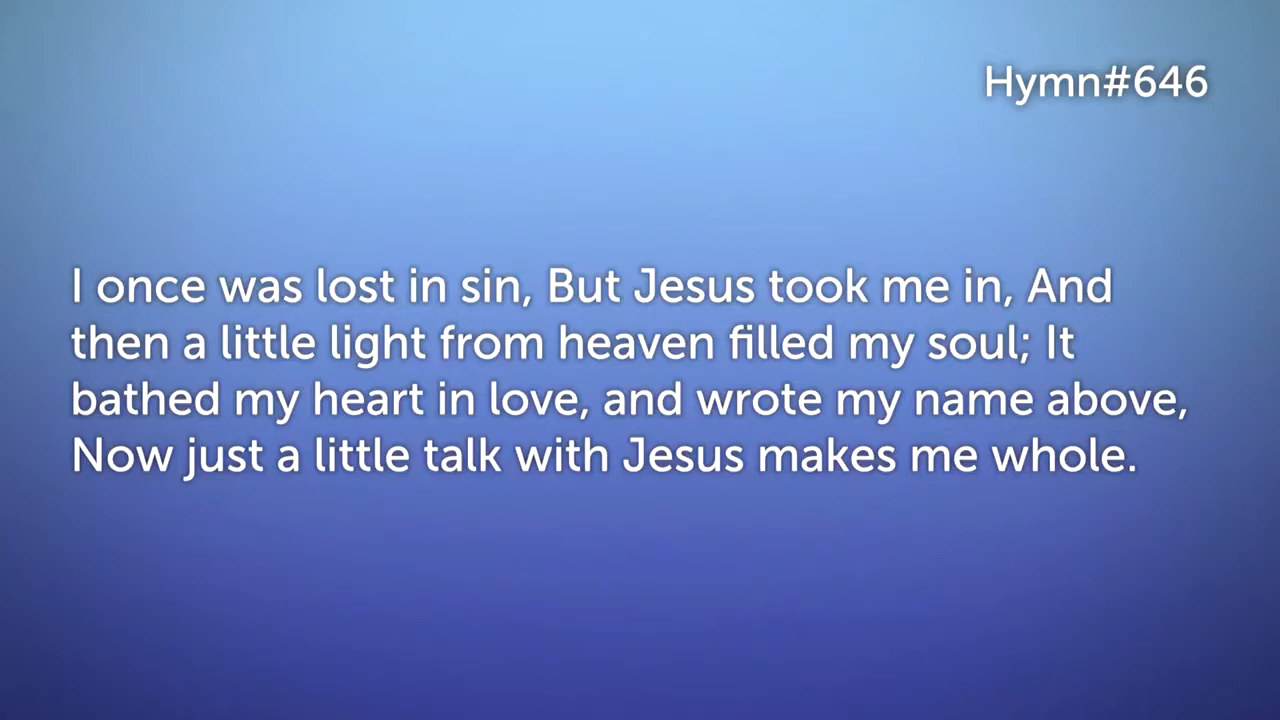 Hymn#646
I once was lost in sin, But Jesus took me in, And
then a little light from heaven filled my soul; It
bathed my heart in love, and wrote my name above,
Now just a little talk with Jesus makes me whole.